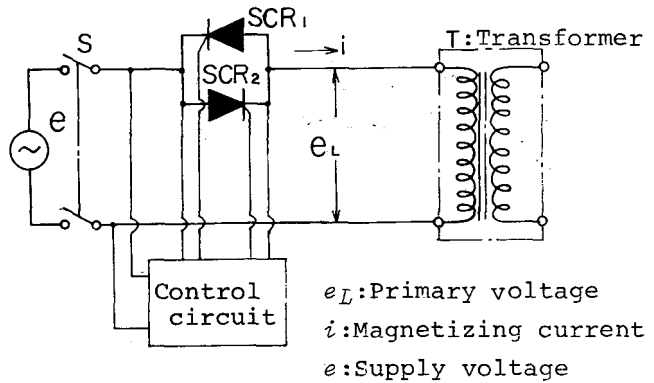 SCR1
S
i
T:Transformer
SCR2
e
eL
Control
circuit
eL:Primary voltage
i:Magnetizing current
e:Supply voltage